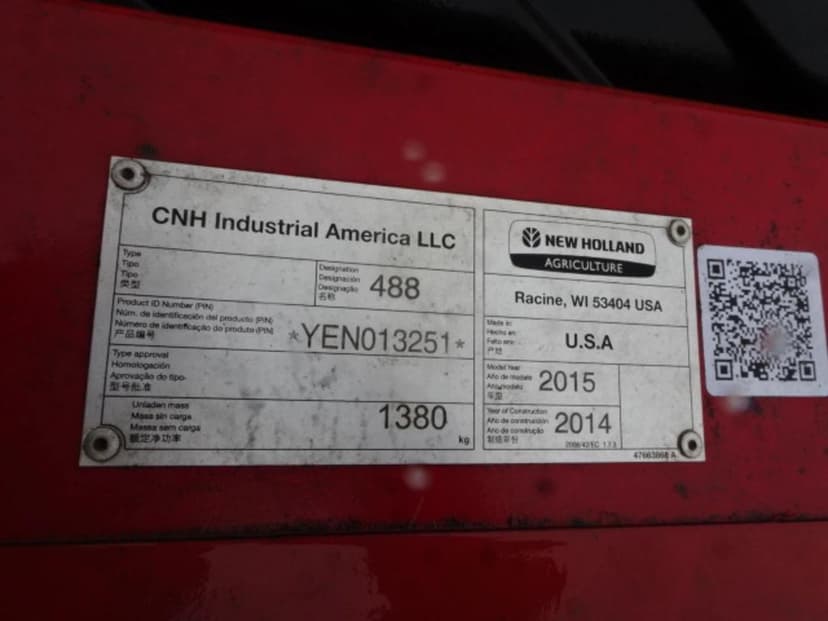 CNH Industrial America LLC
Type
Tipo
Tipo
类型
Designation
Designación
Designação
名称
488
Product ID Number (PIN)
Núm. de identificación del producto (PIN)
Número de identificação do produto (PIN)
产品编号
*YEN013251*
Type approval
Homologación
Aprovação do tipo
型号批准
Unladen mass
Masa sin carga
Massa sem carga
额定净功率
1380
kg
NEW HOLLAND
AGRICULTURE
Racine, WI 53404 USA
Made in:
Hecho en:
Feito em:
产地
U.S.A
Model Year
Año de modelo
Ano modelo
年型
2015
Year of Construction
Año de construcción
Ano de construção
制造年份
2014
2006/42/EC 1.7.3
47663868 A